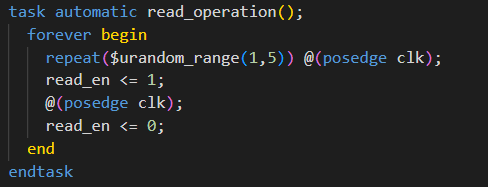 task automatic read_operation();
forever begin
repeat($urandom_range(1,5)) @(posedge clk);
read_en <= 1;
@(posedge clk);
read_en <= 0;
end
endtask